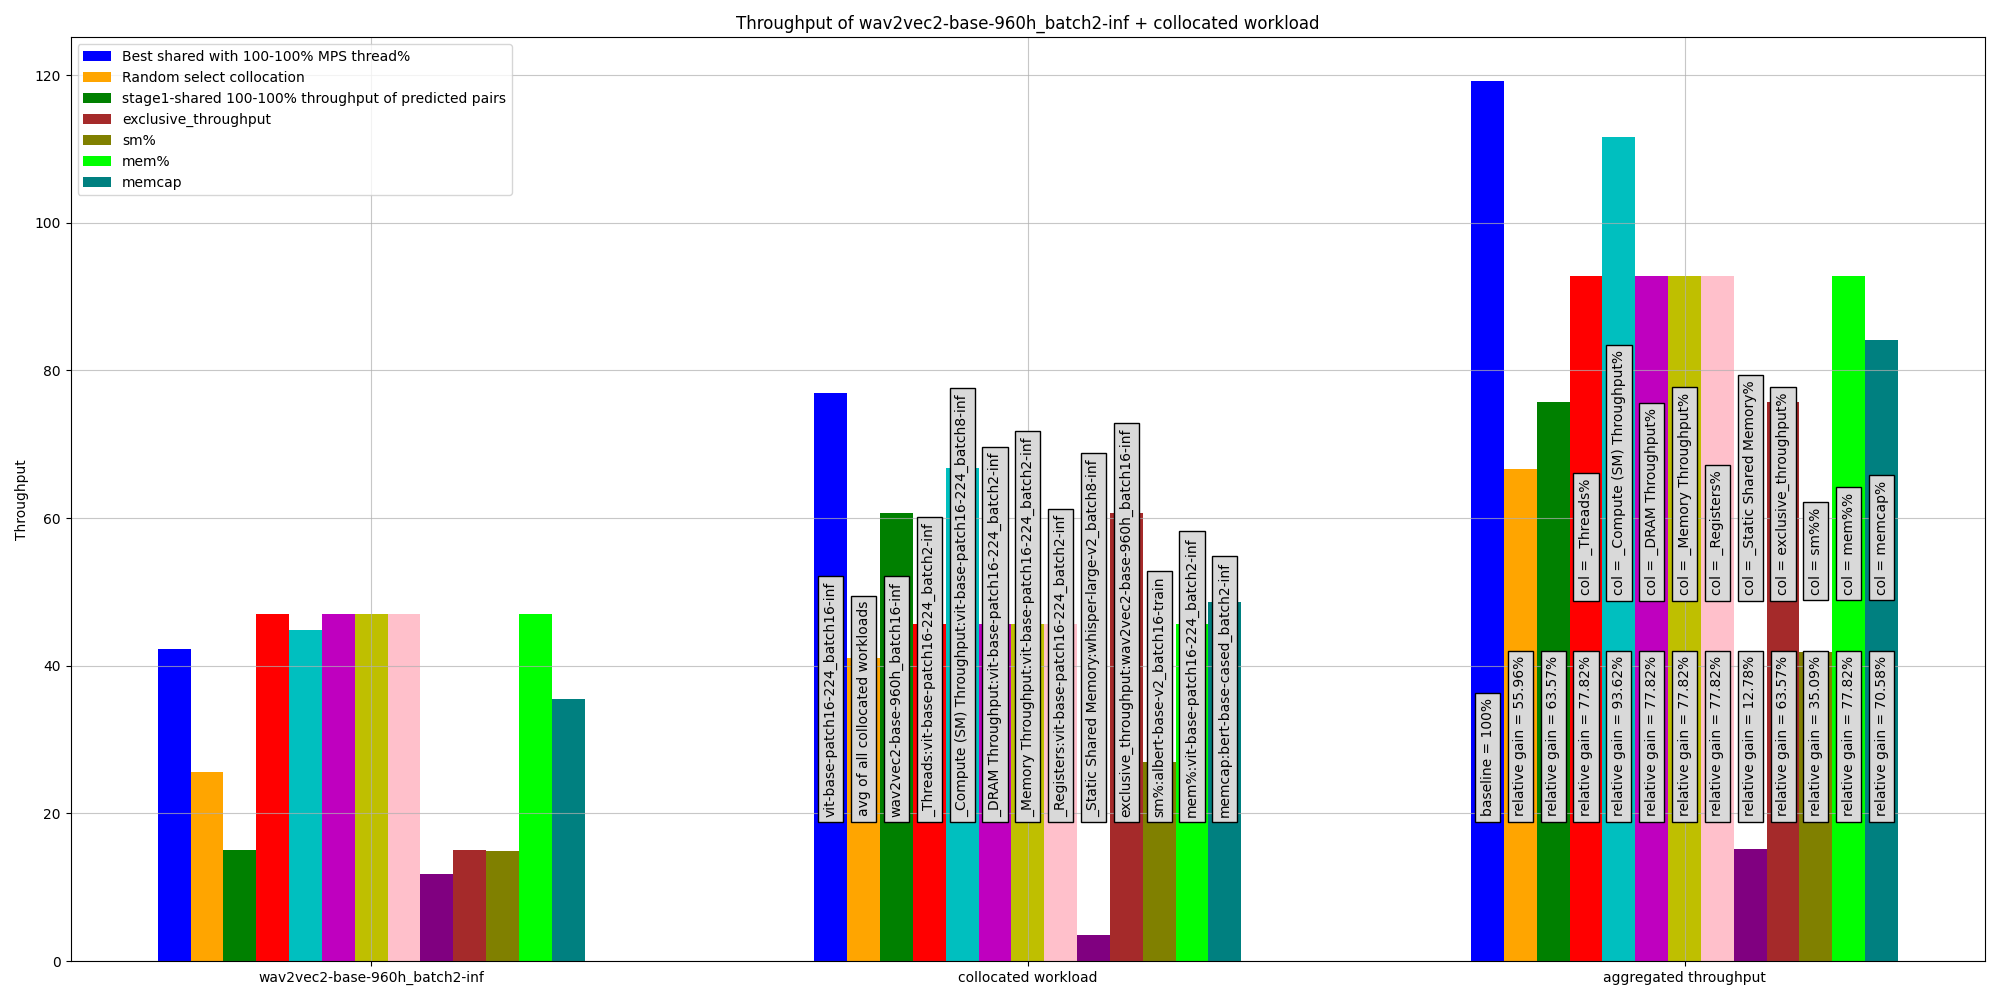 Throughput of wav2vec2-base-960h_batch2-inf + collocated workload
Best shared with 100-100% MPS thread%
Random select collocation
stage1-shared 100-100% throughput of predicted pairs
exclusive_throughput
sm%
mem%
memcap
Throughput
120
100
80
60
40
20
0
vit-base-patch16-224_batch16-inf
avg of all collocated workloads
wav2vec2-base-960h_batch16-inf
_Threads:vit-base-patch16-224_batch2-inf
_Compute (SM) Throughput:vit-base-patch16-224_batch8-inf
_DRAM Throughput:vit-base-patch16-224_batch2-inf
_Memory Throughput:vit-base-patch16-224_batch2-inf
_Registers:vit-base-patch16-224_batch2-inf
_Static Shared Memory:whisper-large-v2_batch8-inf
exclusive_throughput:wav2vec2-base-960h_batch16-inf
sm%:albert-base-v2_batch16-train
mem%:vit-base-patch16-224_batch2-inf
memcap:bert-base-cased_batch2-inf
col = _Threads%
col = _Compute (SM) Throughput%
col = _DRAM Throughput%
col = _Memory Throughput%
col = _Registers%
col = _Static Shared Memory%
col = exclusive_throughput%
col = sm%%
col = mem%%
col = memcap%
baseline = 100%
relative gain = 55.96%
relative gain = 63.57%
relative gain = 77.82%
relative gain = 93.62%
relative gain = 77.82%
relative gain = 77.82%
relative gain = 77.82%
relative gain = 12.78%
relative gain = 63.57%
relative gain = 35.09%
relative gain = 77.82%
relative gain = 70.58%
wav2vec2-base-960h_batch2-inf
collocated workload
aggregated throughput